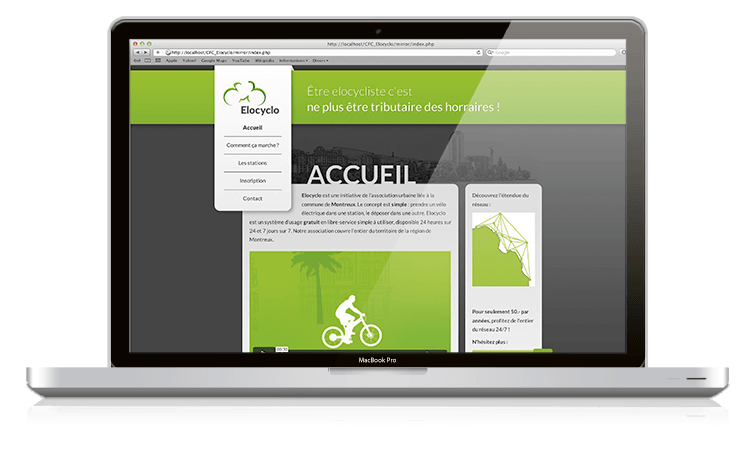 http://localhost/CFC_Elocyclo/mirror/index.php
http://localhost/CFC_Elocyclo/mirror/index.php
Google
Apple Yahoo! Google Maps YouTube Wikipédia Informations Divers
Elocyclo
Accueil
Comment ça marche ?
Les stations
Inscription
Contact
Être elocycliste c'est
ne plus être tributaire des horraires !
ACCUEIL
Elocyclo est une initiative de l'association urbaine liée à la
commune de Montreux. Le concept est simple : prendre un vélo
électrique dans une station, le déposer dans une autre. Elocyclo
est un système d'usage gratuit en libre-service simple à utiliser, disponible 24 heures sur
24 et 7 jours sur 7. Notre association couvre l'entier du territoire de la région de
Montreux.
Découvrez l'étendue du
réseau :
Pour seulement 50.- par
années, profitez de l'entier
du réseau 24/7 !
N'hésitez plus :
MacBook Pro